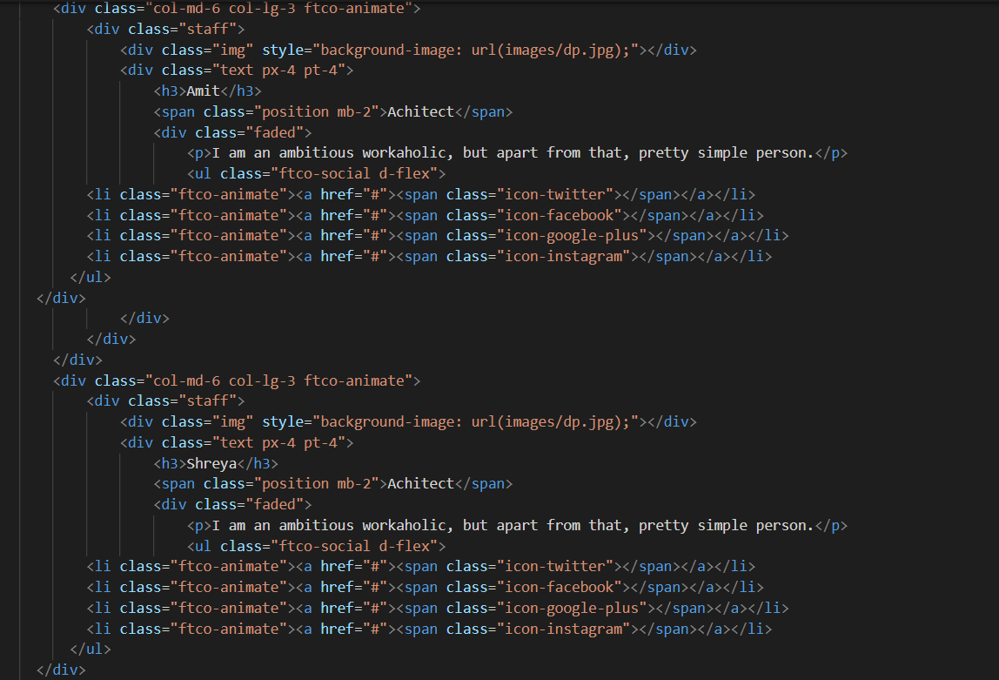 <div class="col-md-6 col-lg-3 ftco-animate">
<div class="staff">
<div class="img" style="background-image: url(images/dp.jpg);"></div>
<div class="text px-4 pt-4">
<h3>Amit</h3>
<span class="position mb-2">Achitect</span>
<div class="faded">
<p>I am an ambitious workaholic, but apart from that, pretty simple person.</p>
<ul class="ftco-social d-flex">
<li class="ftco-animate"><a href="#"><span class="icon-twitter"></span></a></li>
<li class="ftco-animate"><a href="#"><span class="icon-facebook"></span></a></li>
<li class="ftco-animate"><a href="#"><span class="icon-google-plus"></span></a></li>
<li class="ftco-animate"><a href="#"><span class="icon-instagram"></span></a></li>
</ul>
</div>
</div>
</div>
</div>
<div class="col-md-6 col-lg-3 ftco-animate">
<div class="staff">
<div class="img" style="background-image: url(images/dp.jpg);"></div>
<div class="text px-4 pt-4">
<h3>Shreya</h3>
<span class="position mb-2">Achitect</span>
<div class="faded">
<p>I am an ambitious workaholic, but apart from that, pretty simple person.</p>
<ul class="ftco-social d-flex">
<li class="ftco-animate"><a href="#"><span class="icon-twitter"></span></a></li>
<li class="ftco-animate"><a href="#"><span class="icon-facebook"></span></a></li>
<li class="ftco-animate"><a href="#"><span class="icon-google-plus"></span></a></li>
<li class="ftco-animate"><a href="#"><span class="icon-instagram"></span></a></li>
</ul>
</div>